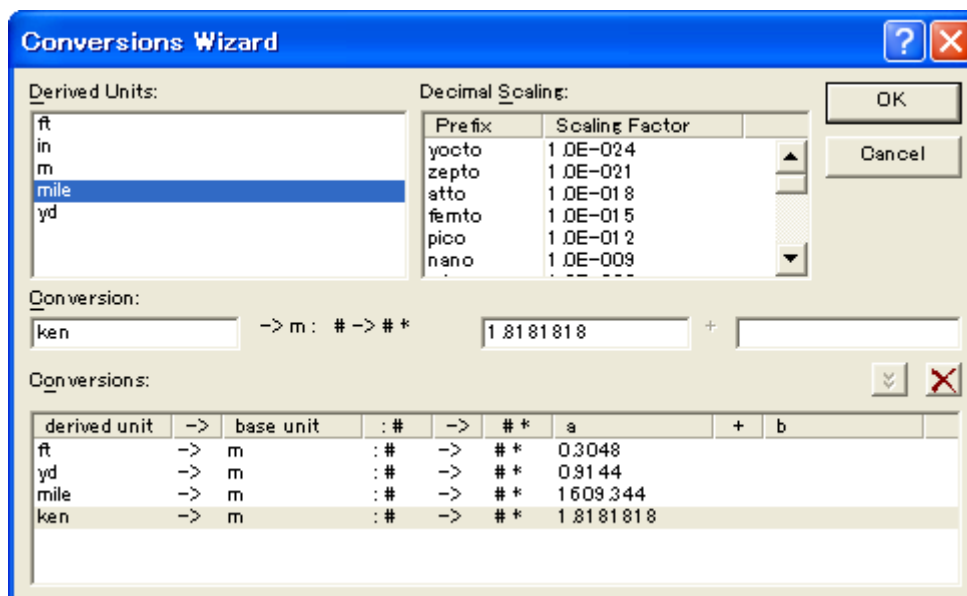 Conversions Wizard
Derived Units:
ft
in
m
mile
yd
Decimal Scaling:
Prefix Scaling Factor
yocto 1.0E-024
zepto 1.0E-021
atto 1.0E-018
femto 1.0E-015
pico 1.0E-012
nano 1.0E-009
OK
Cancel
Conversion:
ken -> m : # -> # * 1.8181818 +
Conversions:
derived unit -> base unit : # -> # * a + b
ft -> m : # -> # * 0.3048
yd -> m : # -> # * 0.9144
mile -> m : # -> # * 1609.344
ken -> m : # -> # * 1.8181818